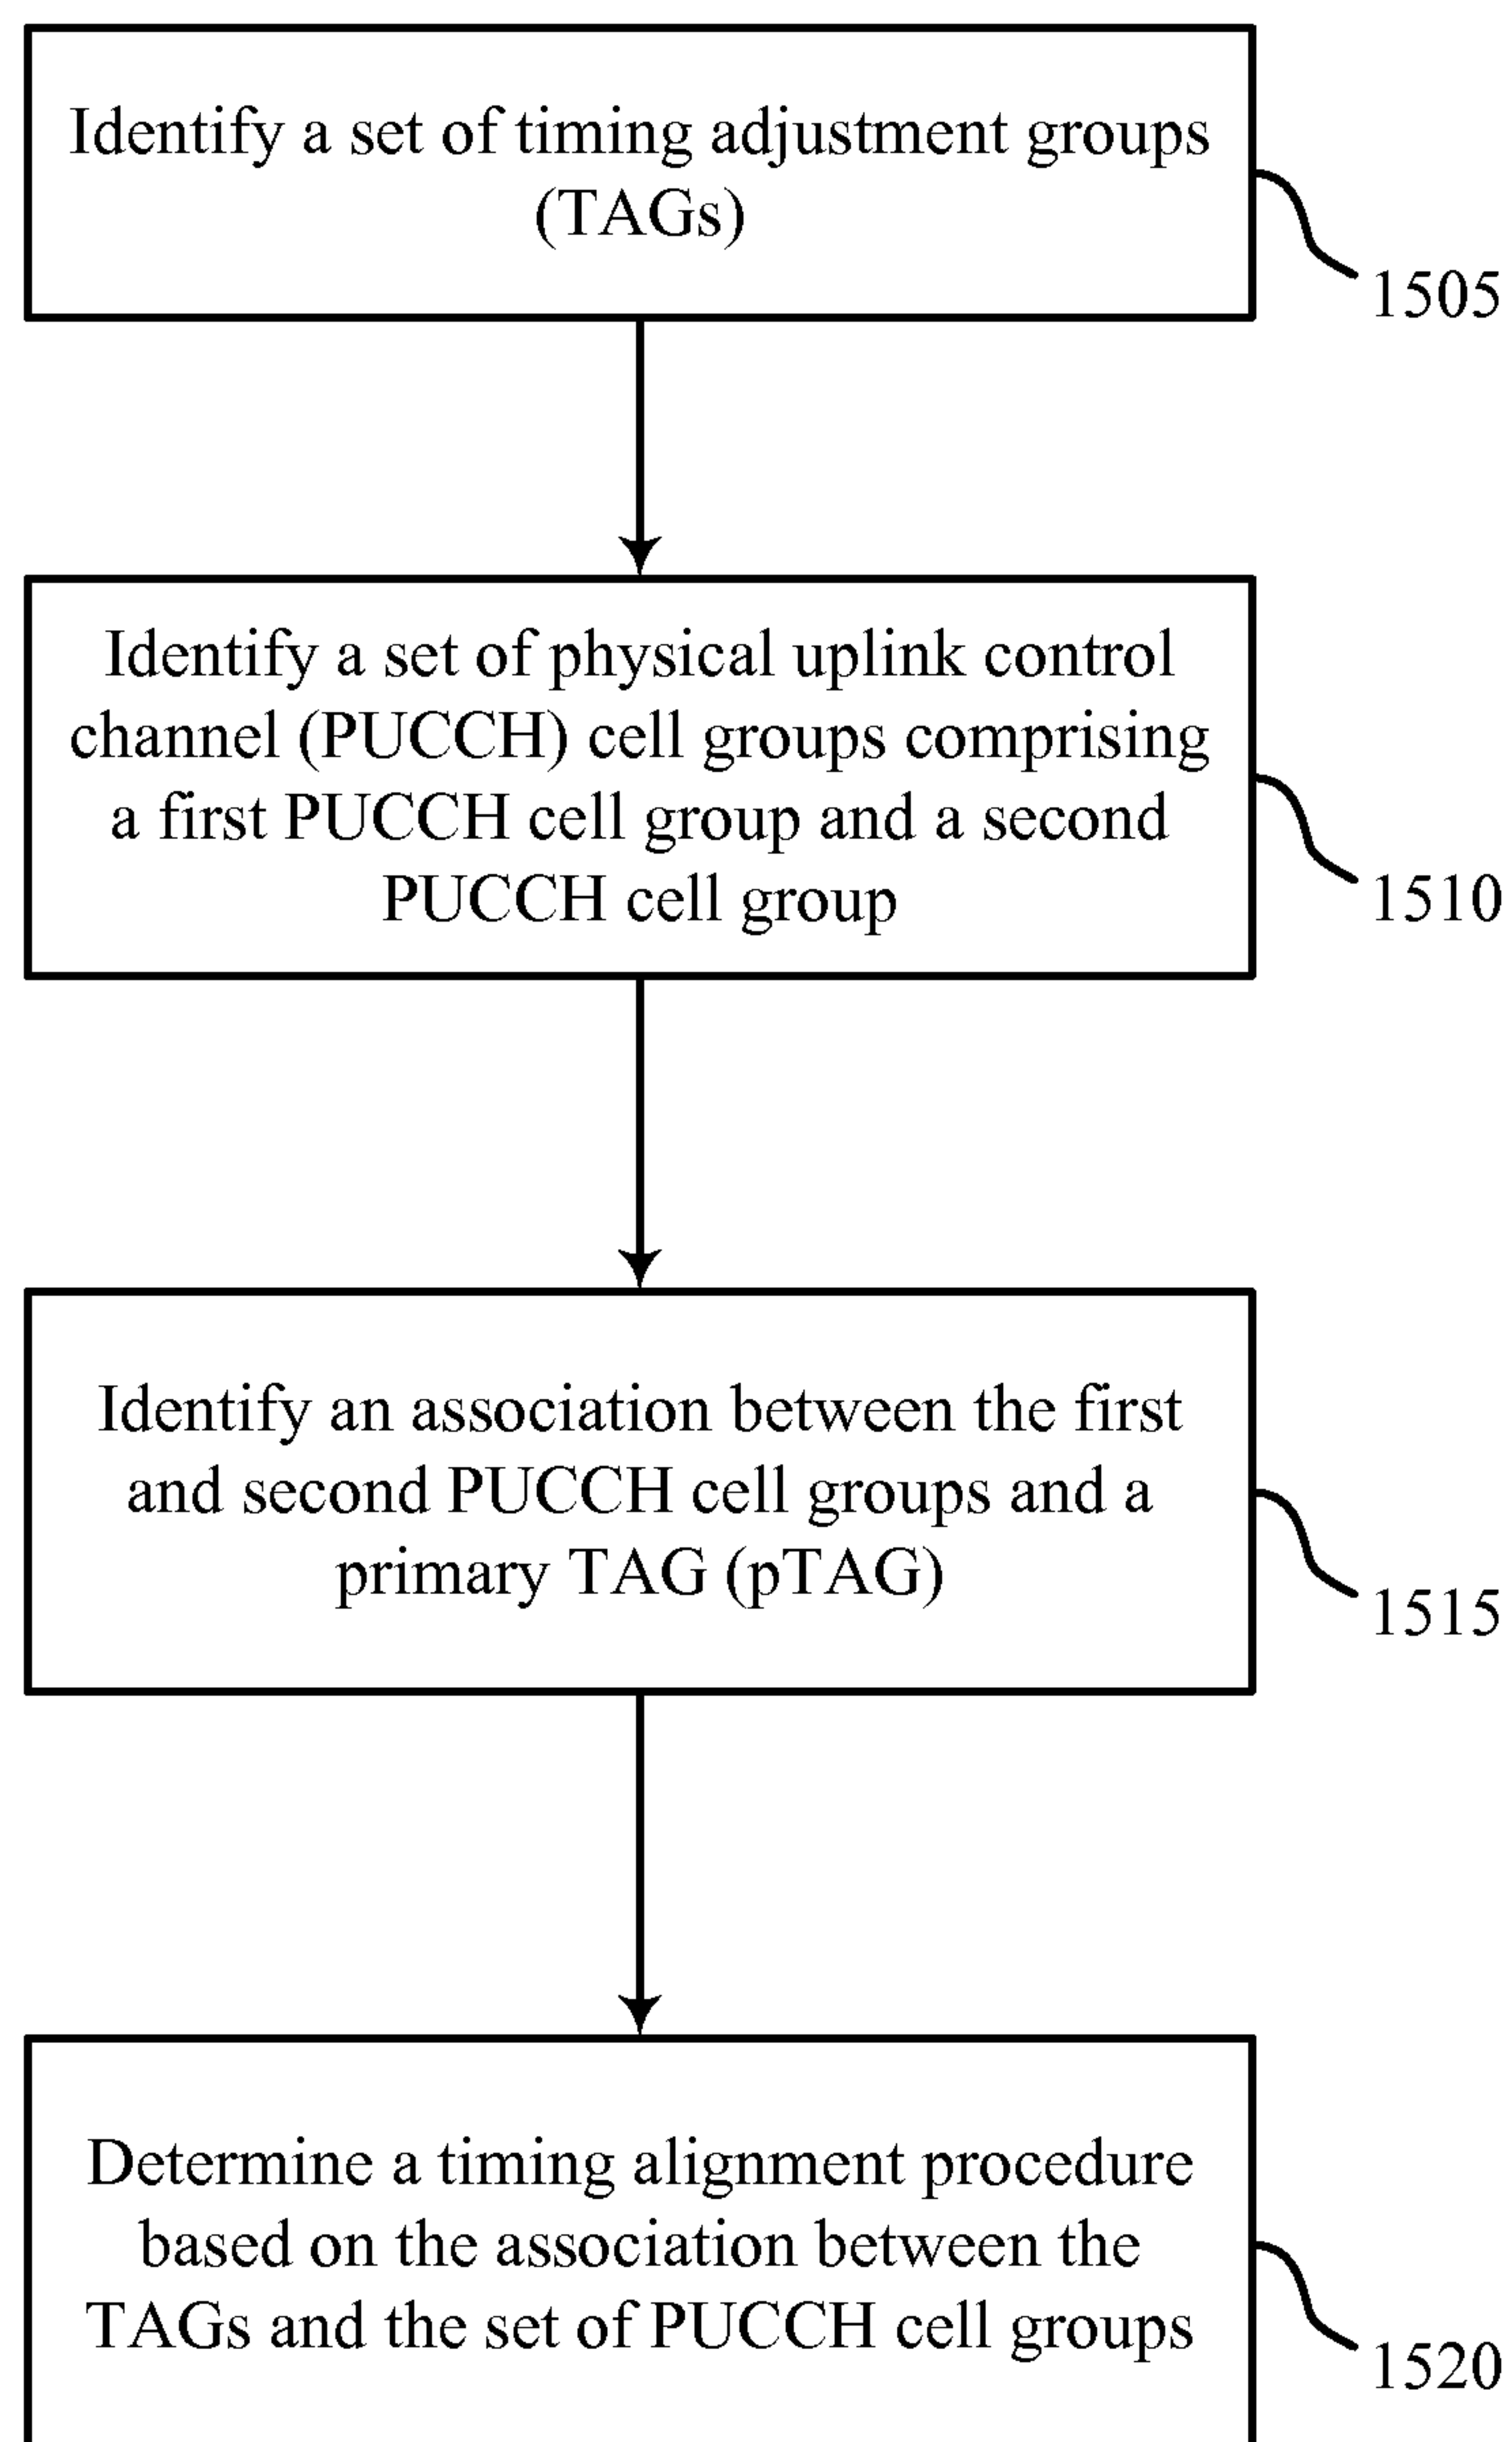 Identify a set of timing adjustment groups
(TAGs)
1505
Identify a set of physical uplink control
channel (PUCCH) cell groups comprising
a first PUCCH cell group and a second
PUCCH cell group
1510
Identify an association between the first
and second PUCCH cell groups and a
primary TAG (pTAG)
1515
Determine a timing alignment procedure
based on the association between the
TAGs and the set of PUCCH cell groups
1520